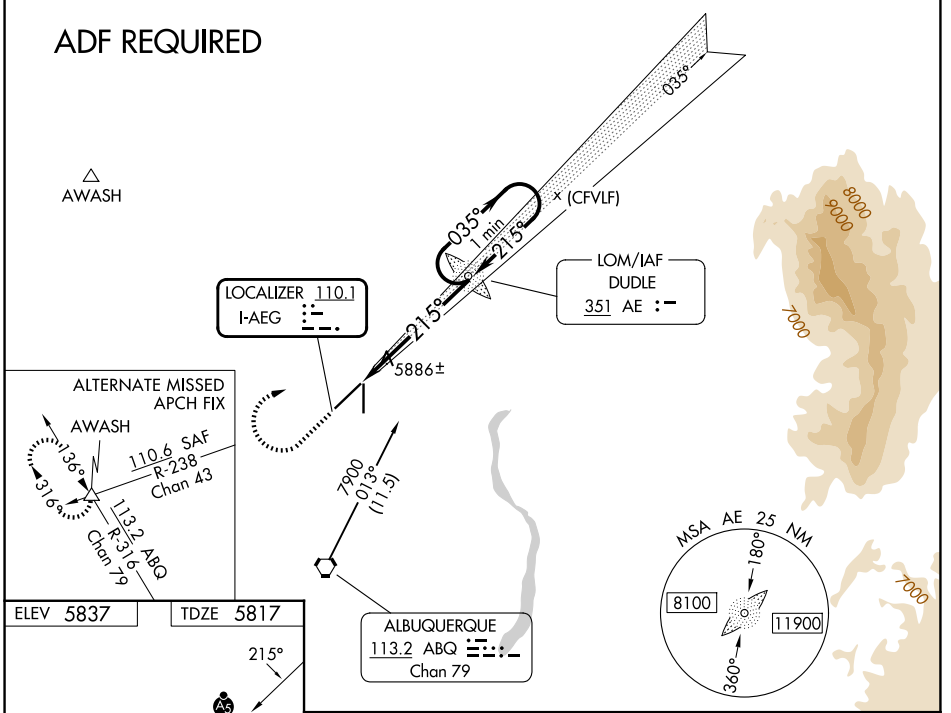 ADF REQUIRED
035°
AWASH
(CFVLF)
035°
1 min
215°
8000
9000
7000
LOM/IAF
DUDLE
351 AE
LOCALIZER 110.1
I-AEG
215°
5886±
ALTERNATE MISSED
APCH FIX
AWASH
136°
316°
110.6 SAF
R-238
Chan 43
113.2 ABQ
R-316
Chan 79
7900
013°
(11.5)
MSA AE 25 NM
180°
8100
11900
360°
7000
ELEV 5837
TDZE 5817
ALBUQUERQUE
113.2 ABQ
Chan 79
215°
A5